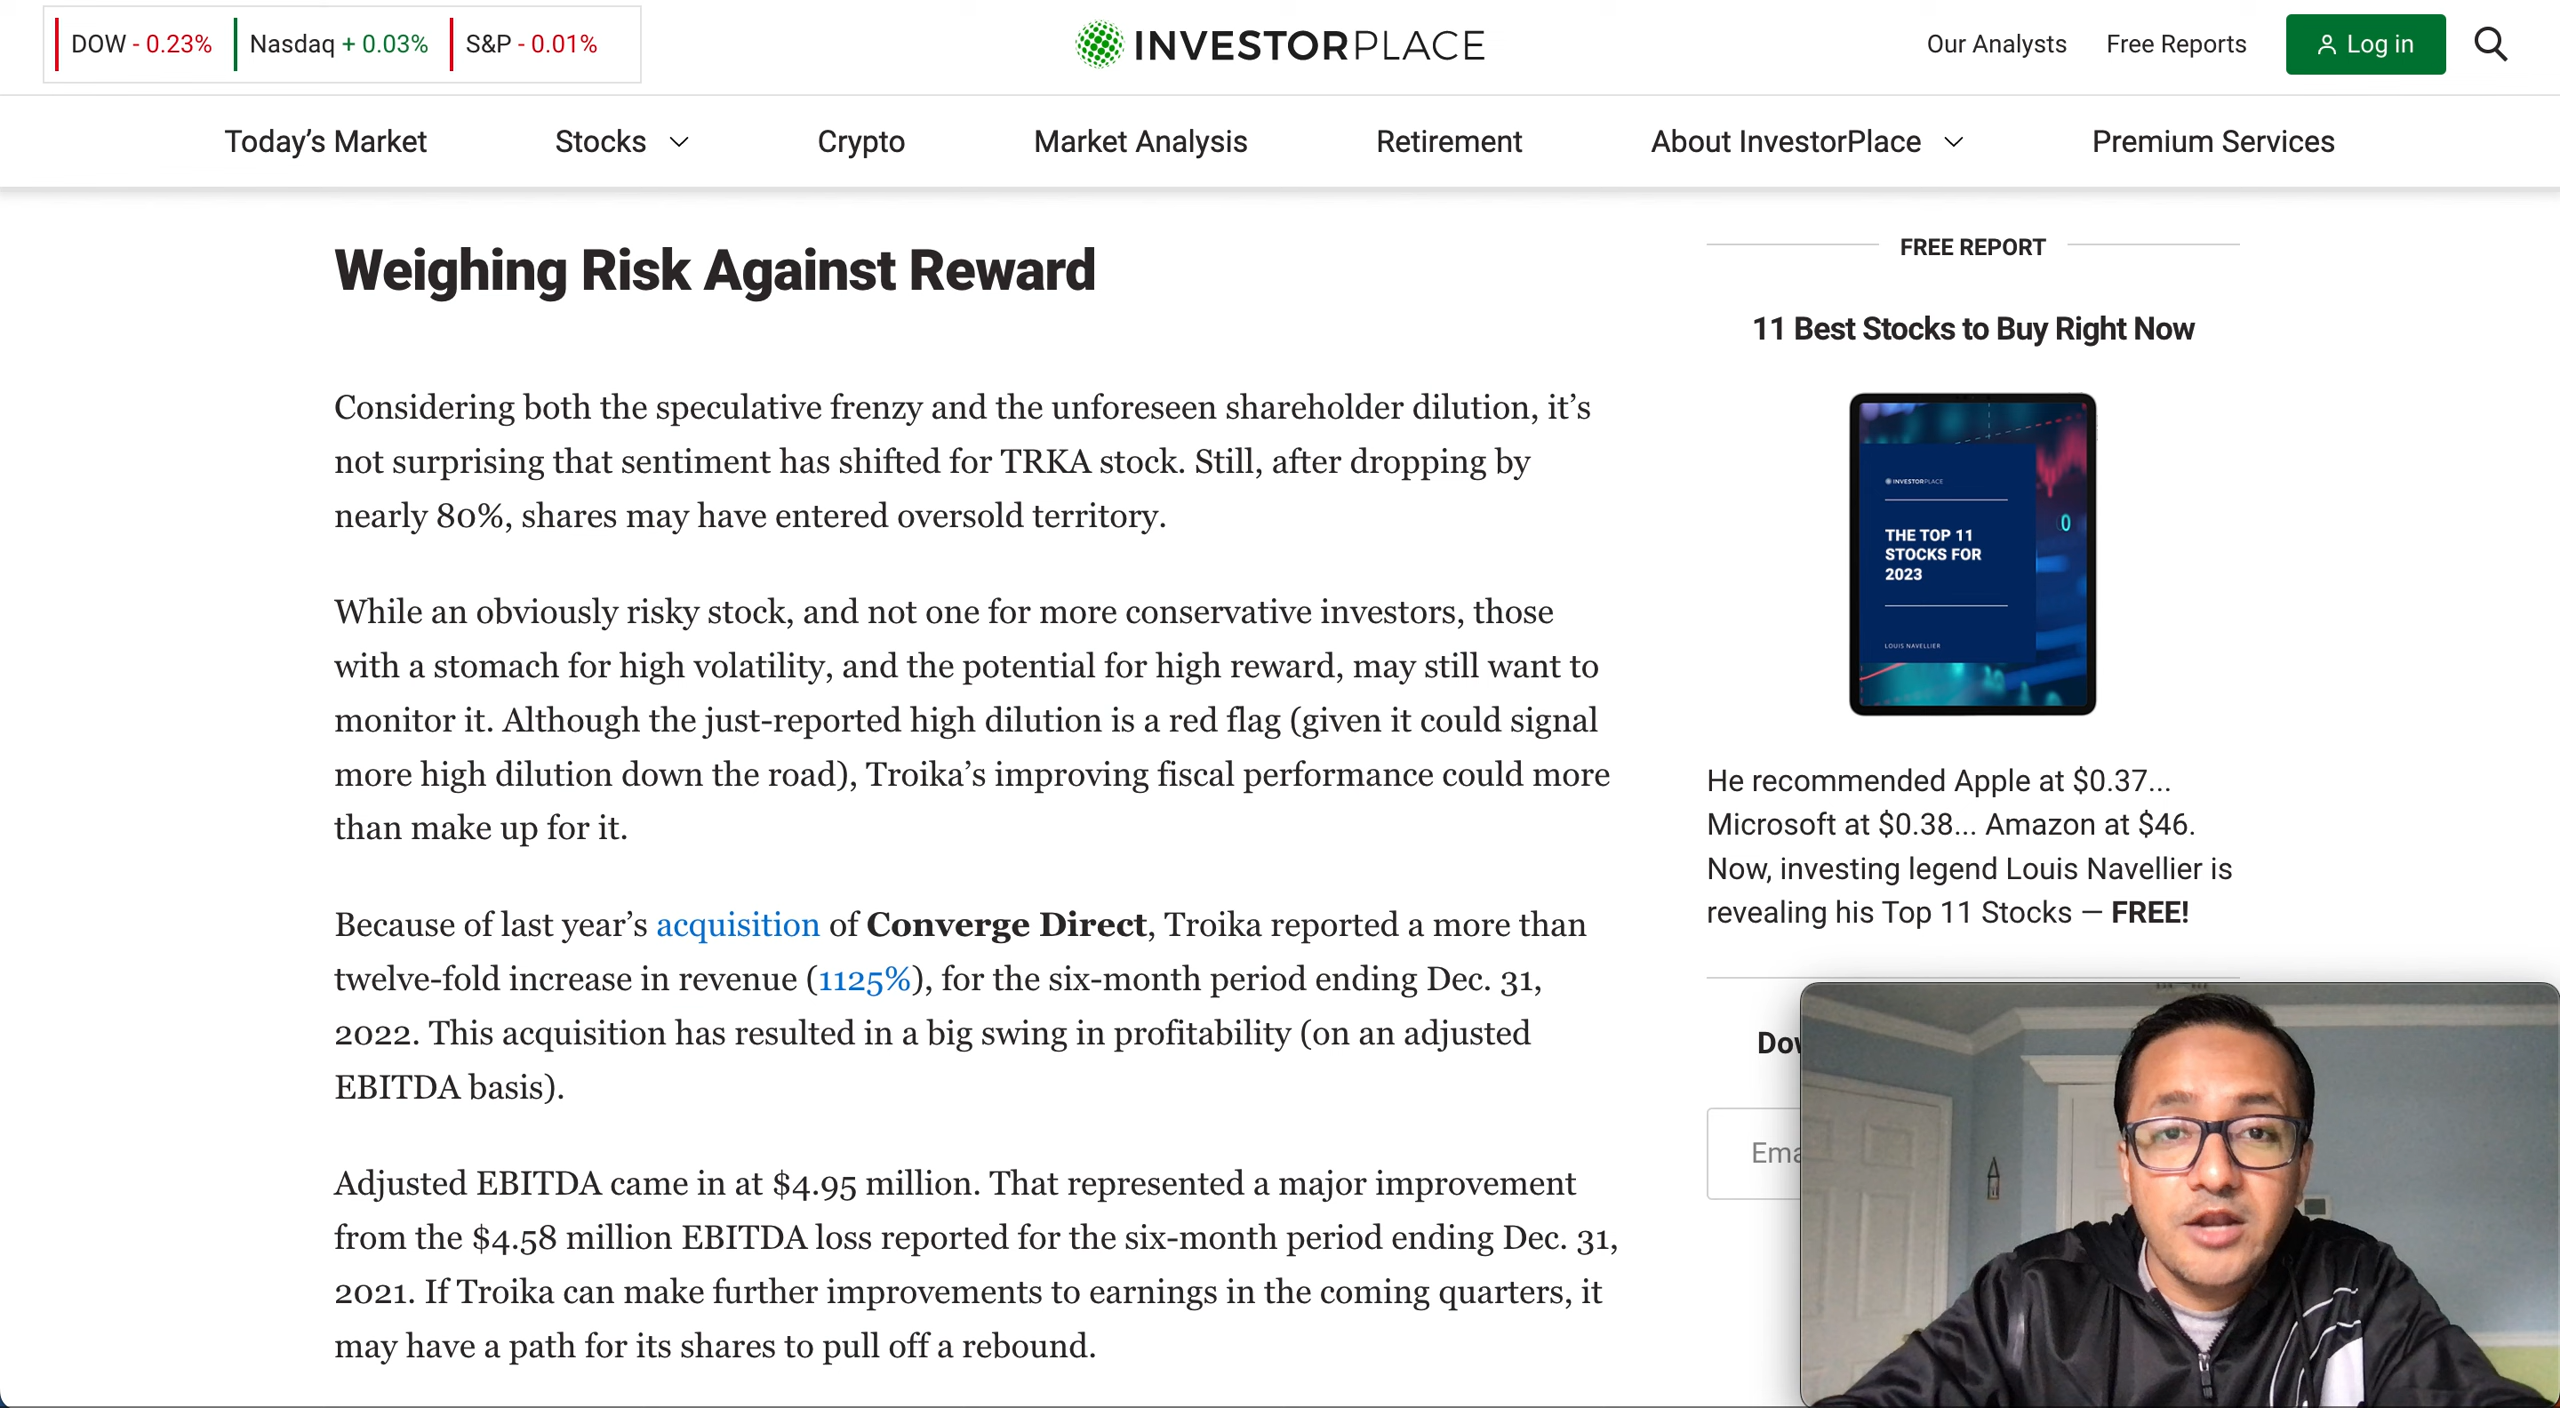 DOW - 0.23% Nasdaq + 0.03% S&P - 0.01%
INVESTORPLACE
Our Analysts Free Reports Log in
Today’s Market Stocks Crypto Market Analysis Retirement About InvestorPlace Premium Services
Weighing Risk Against Reward
Considering both the speculative frenzy and the unforeseen shareholder dilution, it’s
not surprising that sentiment has shifted for TRKA stock. Still, after dropping by
nearly 80%, shares may have entered oversold territory.
While an obviously risky stock, and not one for more conservative investors, those
with a stomach for high volatility, and the potential for high reward, may still want to
monitor it. Although the just-reported high dilution is a red flag (given it could signal
more high dilution down the road), Troika’s improving fiscal performance could more
than make up for it.
Because of last year’s acquisition of Converge Direct, Troika reported a more than
twelve-fold increase in revenue (1125%), for the six-month period ending Dec. 31,
2022. This acquisition has resulted in a big swing in profitability (on an adjusted
EBITDA basis).
Adjusted EBITDA came in at $4.95 million. That represented a major improvement
from the $4.58 million EBITDA loss reported for the six-month period ending Dec. 31,
2021. If Troika can make further improvements to earnings in the coming quarters, it
may have a path for its shares to pull off a rebound.
FREE REPORT
11 Best Stocks to Buy Right Now
INVESTORPLACE
THE TOP 11
STOCKS FOR
2023
LOUIS NAVELLIER
0
He recommended Apple at $0.37...
Microsoft at $0.38... Amazon at $46.
Now, investing legend Louis Navellier is
revealing his Top 11 Stocks — FREE!